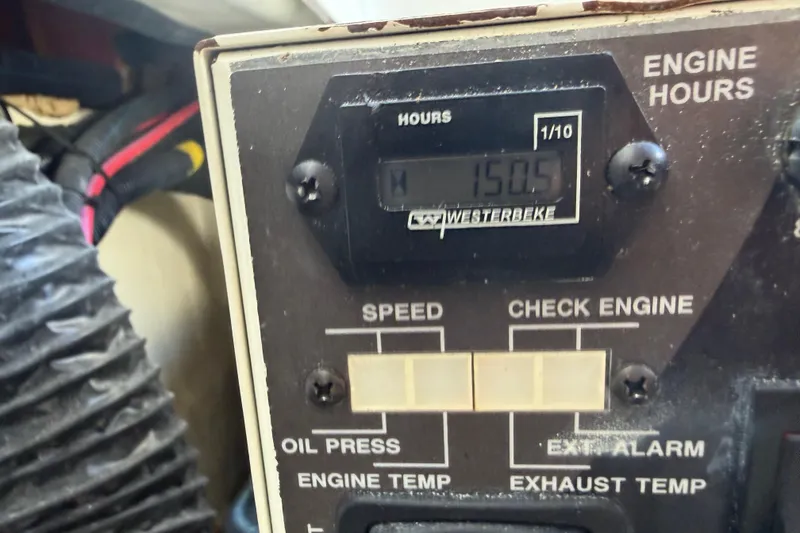 ENGINE
HOURS
HOURS
1/10
150.5
WESTERBEKE
SPEED
CHECK ENGINE
OIL PRESS
EXT. ALARM
ENGINE TEMP
EXHAUST TEMP